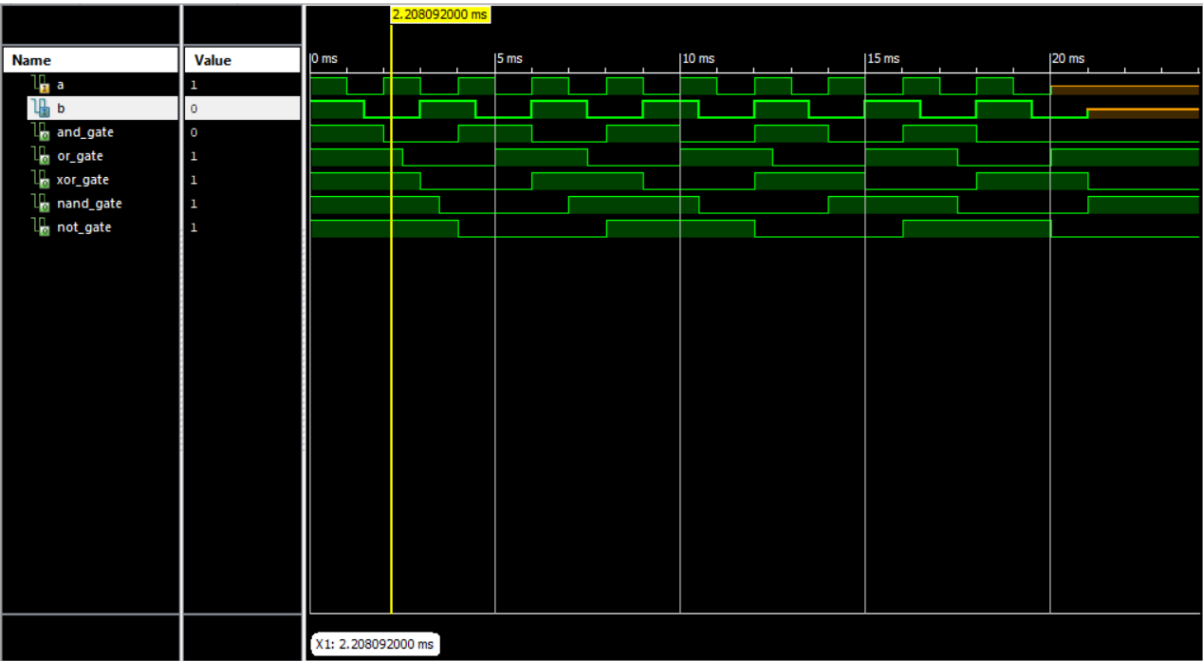 2.208092000 ms
Name Value
0 ms 5 ms 10 ms 15 ms 20 ms
a 1
b 0
and_gate 0
or_gate 1
xor_gate 1
nand_gate 1
not_gate 1
X1: 2.208092000 ms